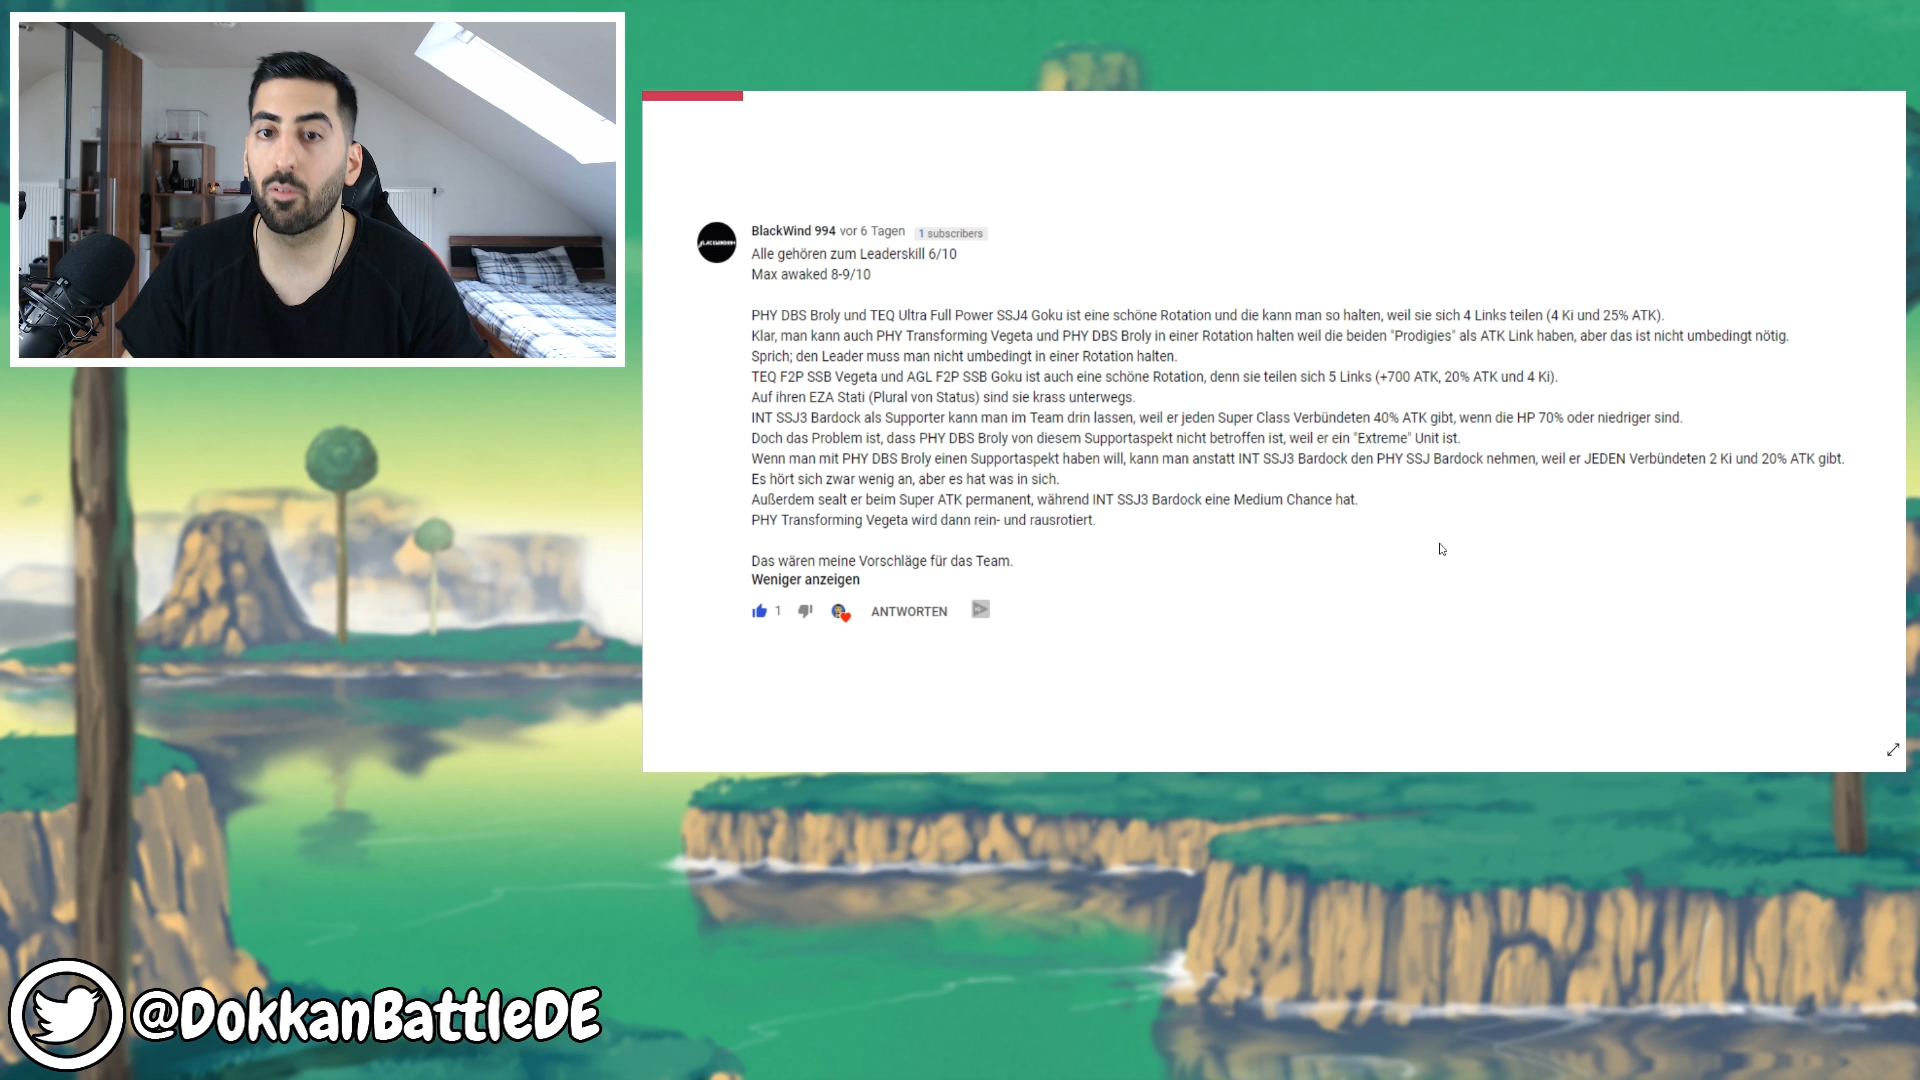 BlackWind 994 vor 6 Tagen 1 subscribers
Alle gehören zum Leaderskill 6/10
Max awaked 8-9/10
PHY DBS Broly und TEQ Ultra Full Power SSJ4 Goku ist eine schöne Rotation und die kann man so halten, weil sie sich 4 Links teilen (4 Ki und 25% ATK).
Klar, man kann auch PHY Transforming Vegeta und PHY DBS Broly in einer Rotation halten weil die beiden "Prodigies" als ATK Link haben, aber das ist nicht umbedingt nötig.
Sprich; den Leader muss man nicht umbedingt in einer Rotation halten.
TEQ F2P SSB Vegeta und AGL F2P SSB Goku ist auch eine schöne Rotation, denn sie teilen sich 5 Links (+700 ATK, 20% ATK und 4 Ki).
Auf ihren EZA Stati (Plural von Status) sind sie krass unterwegs.
INT SSJ3 Bardock als Supporter kann man im Team drin lassen, weil er jeden Super Class Verbündeten 40% ATK gibt, wenn die HP 70% oder niedriger sind.
Doch das Problem ist, dass PHY DBS Broly von diesem Supportaspekt nicht betroffen ist, weil er ein "Extreme" Unit ist.
Wenn man mit PHY DBS Broly einen Supportaspekt haben will, kann man anstatt INT SSJ3 Bardock den PHY SSJ Bardock nehmen, weil er JEDEN Verbündeten 2 Ki und 20% ATK gibt.
Es hört sich zwar wenig an, aber es hat was in sich.
Außerdem sealt er beim Super ATK permanent, während INT SSJ3 Bardock eine Medium Chance hat.
PHY Transforming Vegeta wird dann rein- und rausrotiert.
Das wären meine Vorschläge für das Team.
Weniger anzeigen
1 ANTWORTEN
@DokkanBattleDE